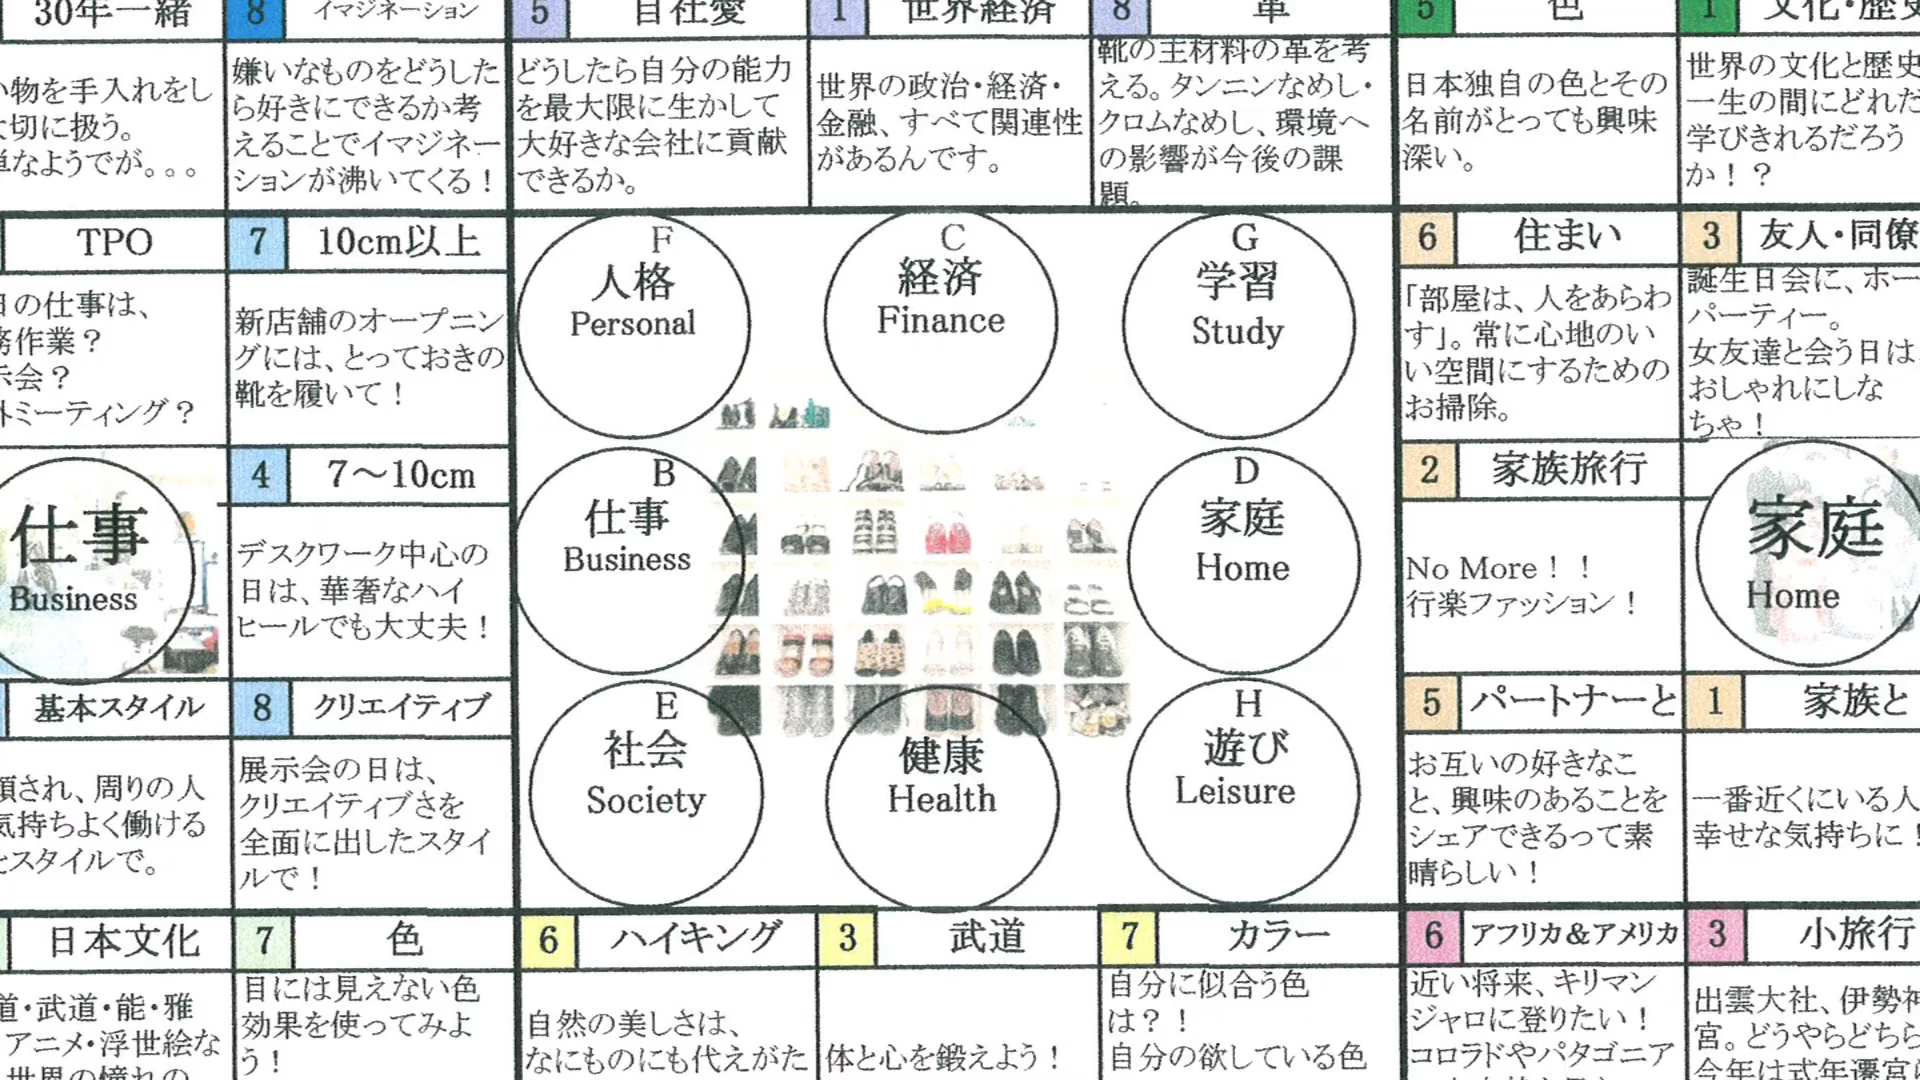 30年一緒
8 イマジネーション
5 自社愛
1 世界経済
8 革
5 色
1 文化・歴史
い物を手入れをし
大切に扱う。
単なようでが。。。
嫌いなものをどうした
ら好きにできるか考
えることでイマジネー
ションが沸いてくる！
どうしたら自分の能力
を最大限に生かして
大好きな会社に貢献
できるか。
世界の政治・経済・
金融、すべて関連性
があるんです。
靴の主材料の革を考
える。タンニンなめし・
クロムなめし、環境へ
の影響が今後の課
題。
日本独自の色とその
名前がとっても興味
深い。
世界の文化と歴史
一生の間にどれだ
学びきれるだろう
か！？
TPO
日の仕事は、
務作業？
示会？
トミーティング？
7 10cm以上
新店舗のオープニン
グには、とっておきの
靴を履いて！
仕事
Business
4 7～10cm
デスクワーク中心の
日は、華奢なハイ
ヒールでも大丈夫！
基本スタイル
頼され、周りの人
気持ちよく働ける
スタイルで。
8 クリエイティブ
展示会の日は、
クリエイティブさを
全面に出したスタイ
ルで！
F
人格
Personal
C
経済
Finance
G
学習
Study
B
仕事
Business
D
家庭
Home
E
社会
Society
健康
Health
H
遊び
Leisure
6 住まい
「部屋は、人をあらわ
す」。常に心地のい
い空間にするための
お掃除。
3 友人・同僚
誕生日会に、ホー
パーティー。
女友達と会う日は
おしゃれにしな
ちゃ！
2 家族旅行
No More！！
行楽ファッション！
家庭
Home
5 パートナーと
お互いの好きなこ
と、興味のあることを
シェアできるって素
晴らしい！
1 家族と
一番近くにいる人
幸せな気持ちに！
日本文化
道・武道・能・雅
アニメ・浮世絵な
世界の憧れの
7 色
目には見えない色
効果を使ってみよ
う！
6 ハイキング
自然の美しさは、
なにものにも代えがた
3 武道
体と心を鍛えよう！
7 カラー
自分に似合う色
は？！
自分の欲している色
6 アフリカ＆アメリカ
近い将来、キリマン
ジャロに登りたい！
コロラドやパタゴニア
3 小旅行
出雲大社、伊勢神
宮。どうやらどちら
今年は式年遷宮